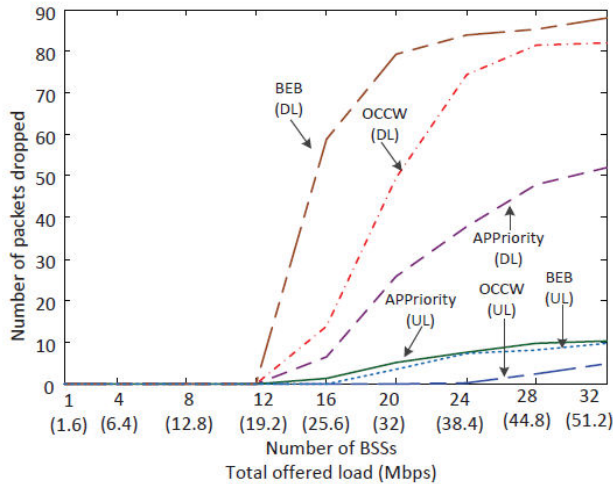 90
80
70
60
50
40
30
20
10
0
Number of packets dropped
BEB
(DL)
OCCW
(DL)
APPriority
(DL)
APPriority
(UL)
OCCW
(UL)
BEB
(UL)
1 4 8 12 16 20 24 28 32
(1.6) (6.4) (12.8) (19.2) (25.6) (32) (38.4) (44.8) (51.2)
Number of BSSs
Total offered load (Mbps)